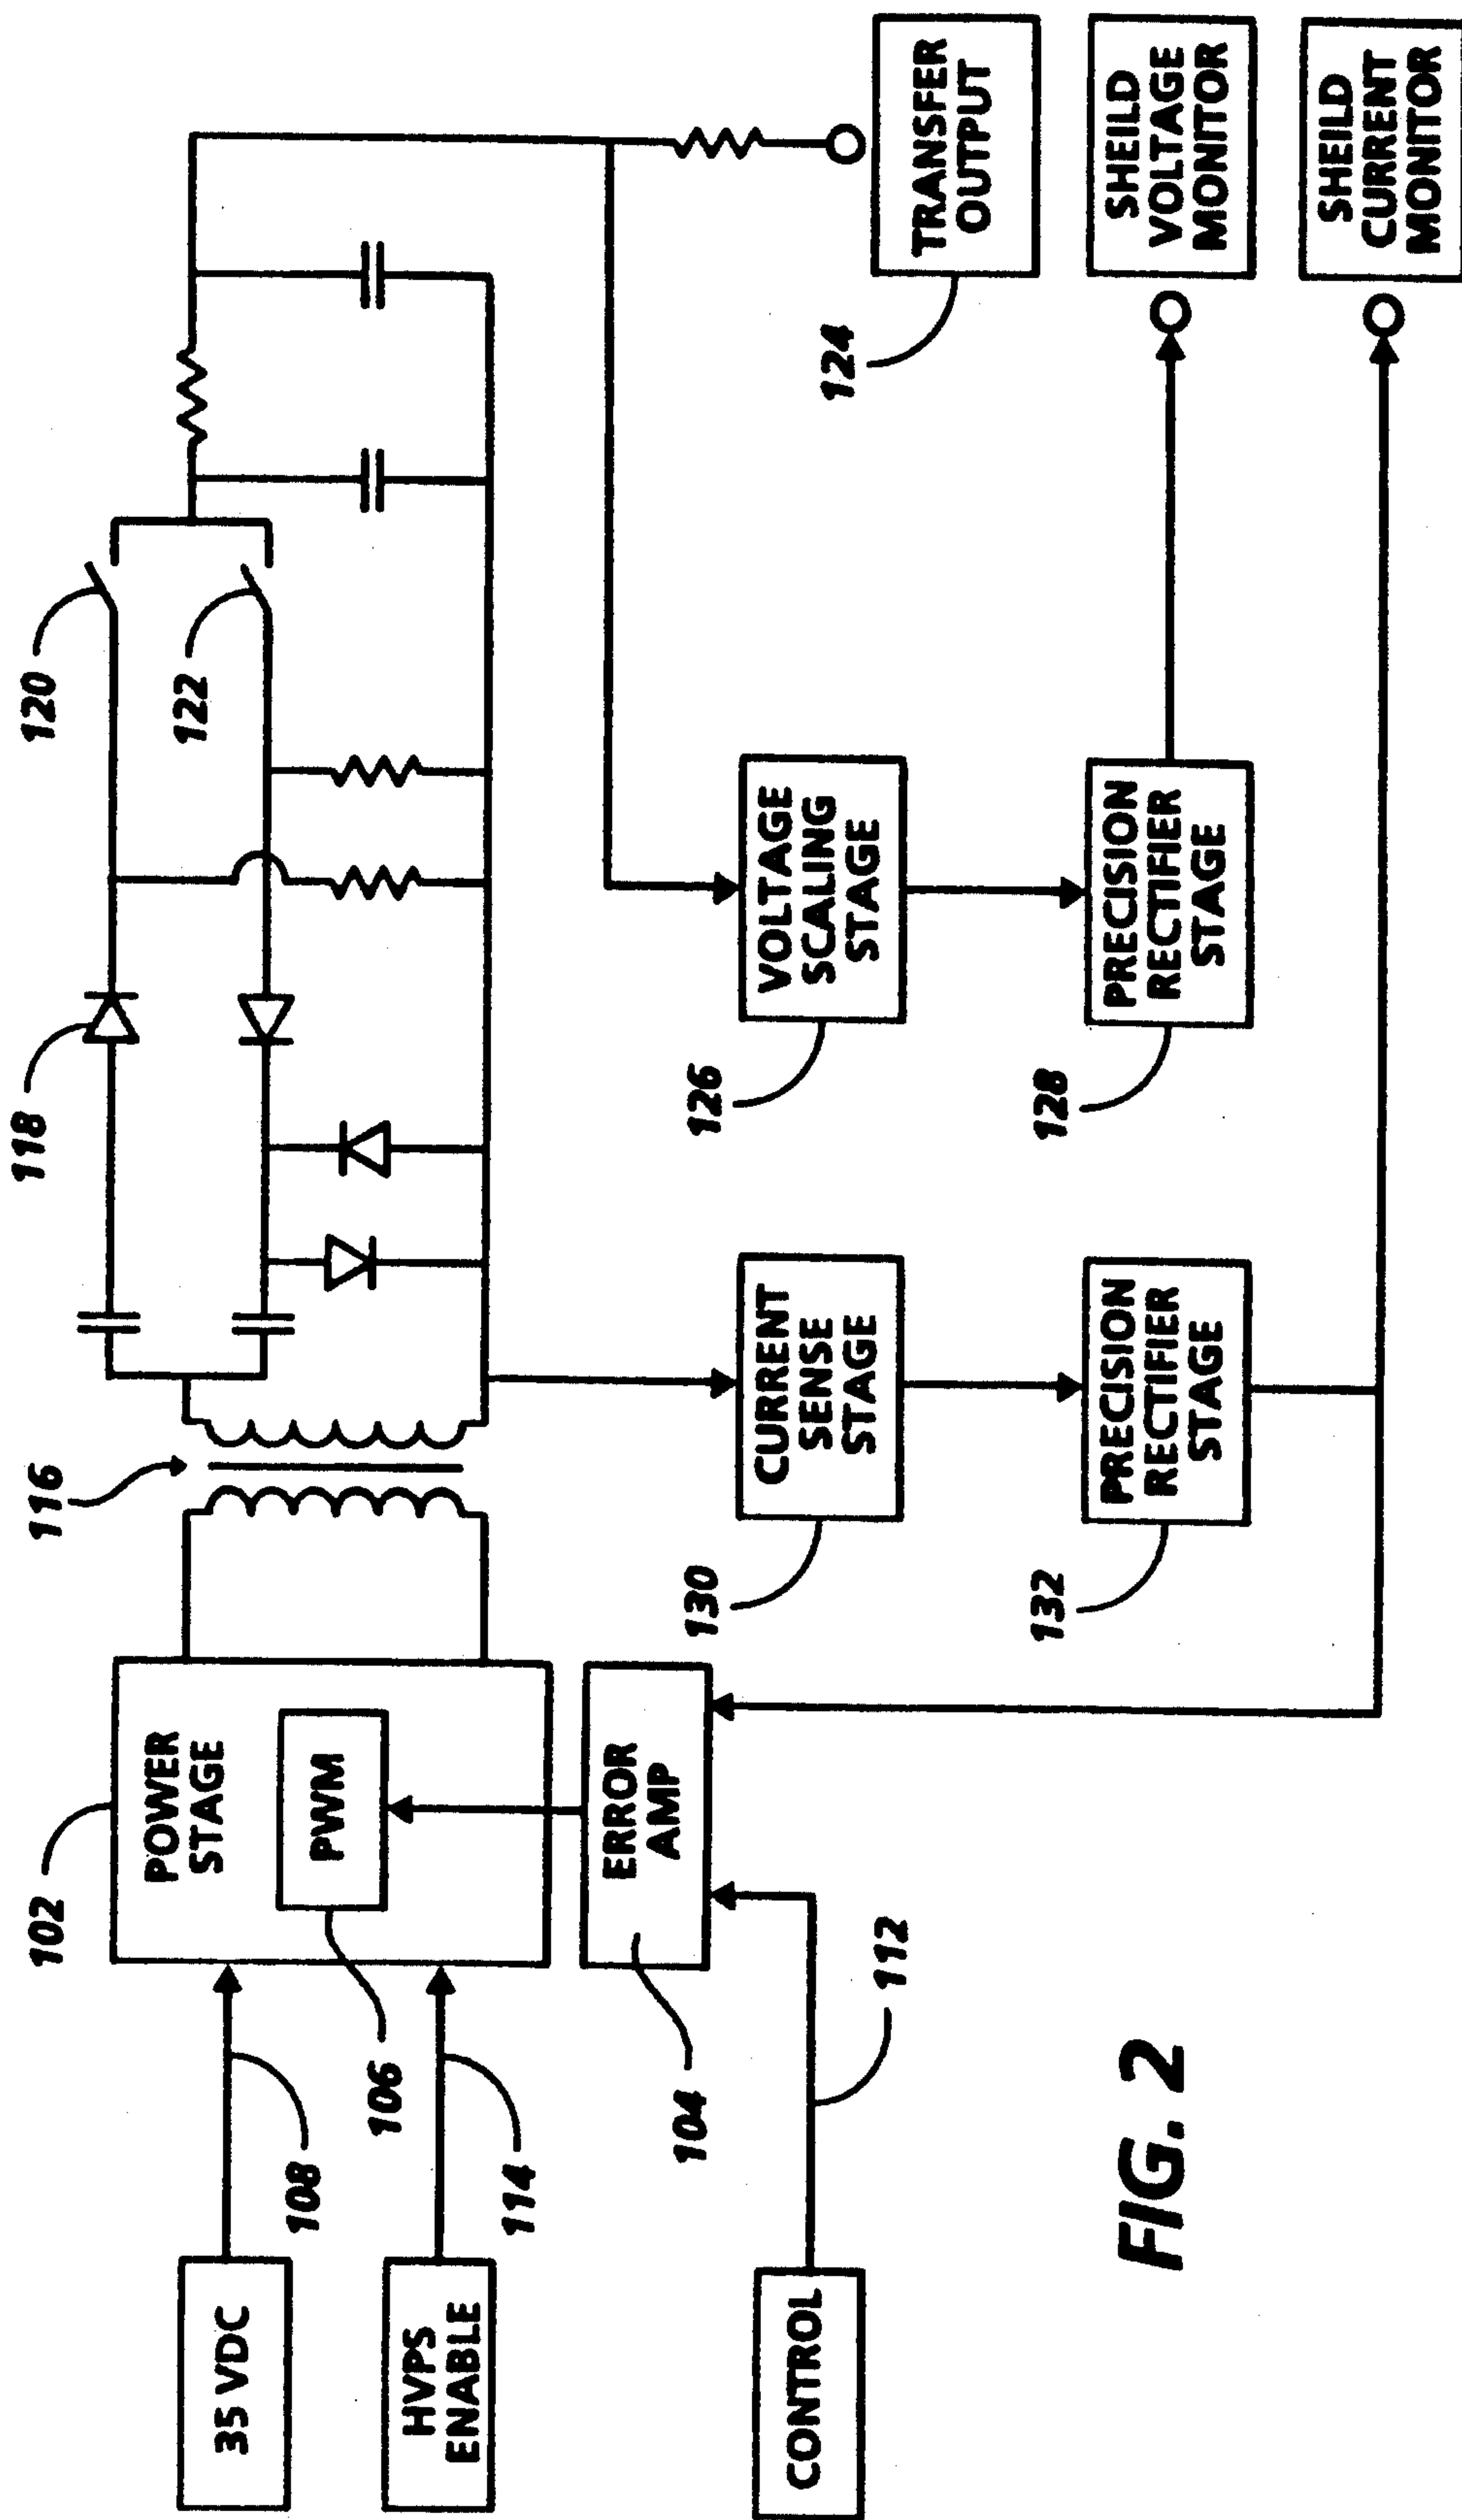 102
108
35 VDC
POWER
STAGE
116
118
120
122
PWM
106
HVPS
ENABLE
114
ERROR
AMP
104
CONTROL
112
130
CURRENT
SENSE
STAGE
126
VOLTAGE
SCALING
STAGE
124
TRANSFER
OUTPUT
132
PRECISION
RECTIFIER
STAGE
128
PRECISION
RECTIFIER
STAGE
SHEILD
VOLTAGE
MONITOR
SHEILD
CURRENT
MONITOR
FIG. 2